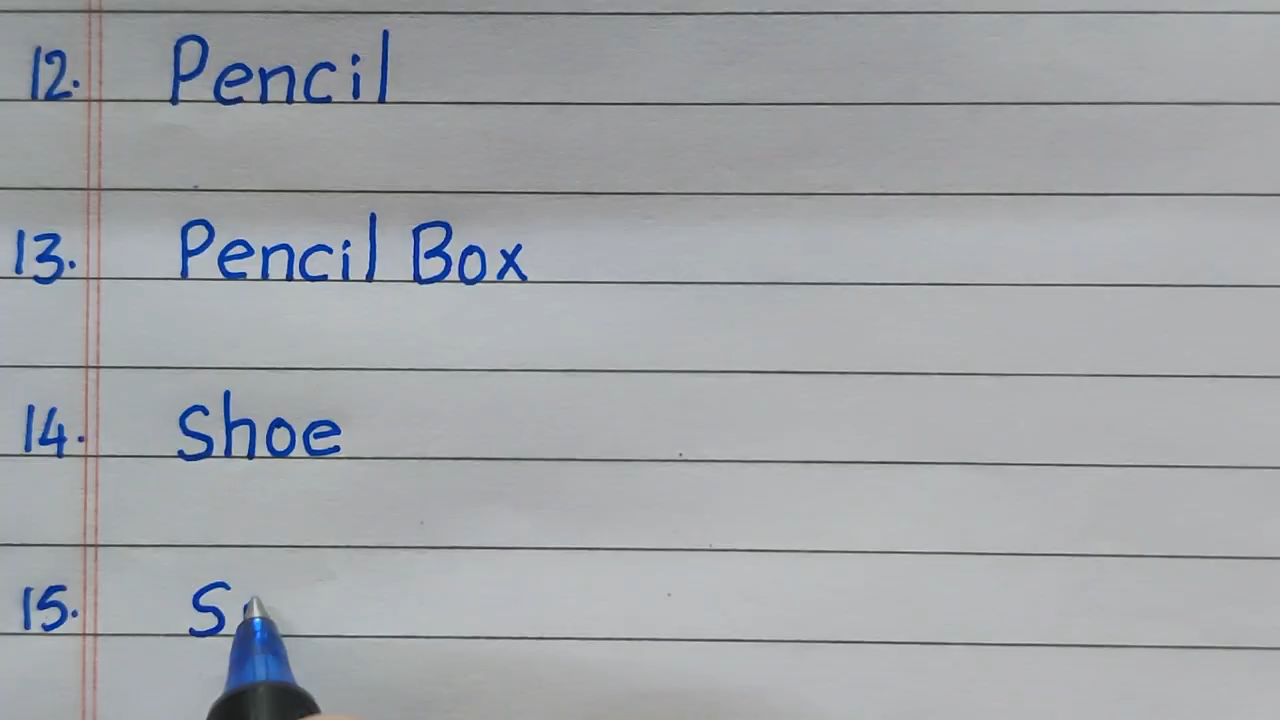 12. Pencil
13. Pencil Box
14. Shoe
15. S